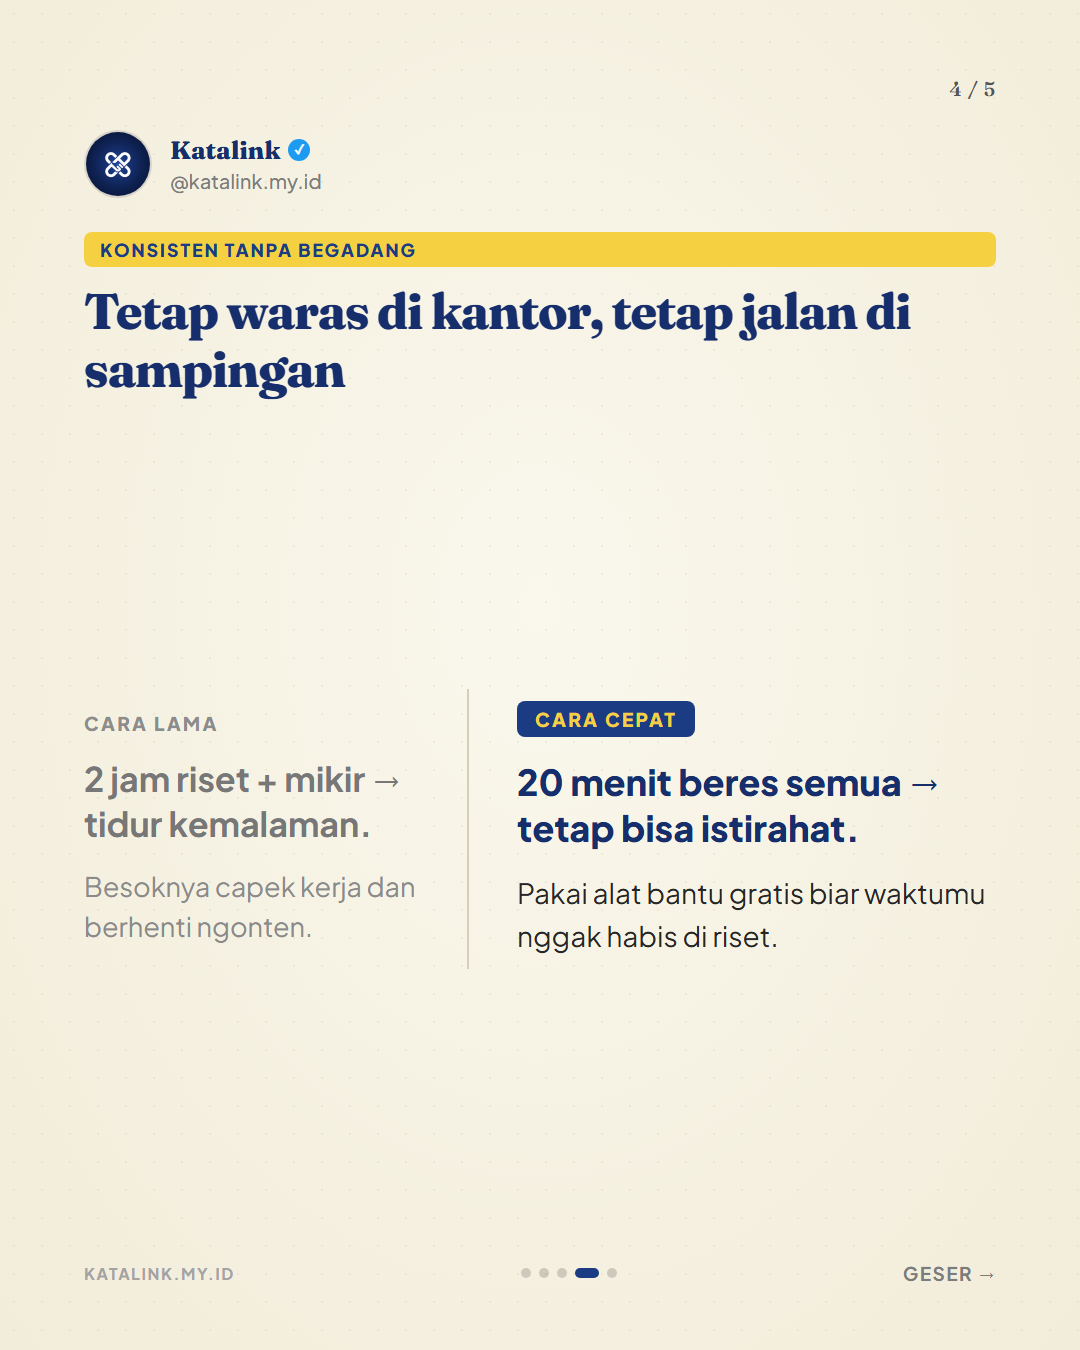 4 / 5
Katalink
@katalink.my.id
KONSISTEN TANPA BEGADANG
Tetap waras di kantor, tetap jalan di
sampingan
CARA LAMA
2 jam riset + mikir →
tidur kemalaman.
Besoknya capek kerja dan
berhenti ngonten.
CARA CEPAT
20 menit beres semua →
tetap bisa istirahat.
Pakai alat bantu gratis biar waktumu
nggak habis di riset.
KATALINK.MY.ID
GESER →